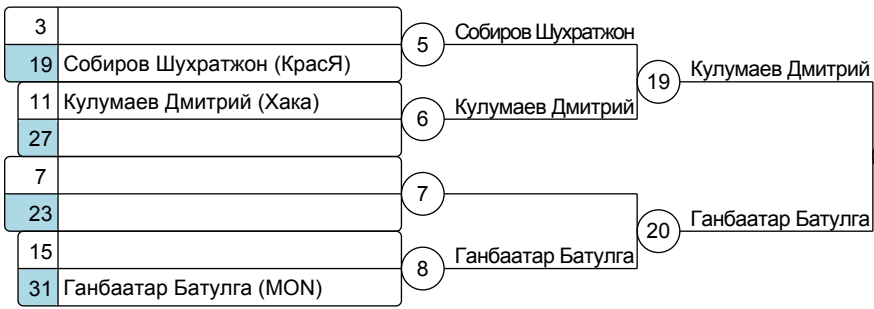 3
19 Собиров Шухратжон (КрасЯ)
11 Кулумаев Дмитрий (Хака)
27
7
23
15
31 Ганбаатар Батулга (MON)
5
6
7
8
Собиров Шухратжон
Кулумаев Дмитрий
Ганбаатар Батулга
19
20
Кулумаев Дмитрий
Ганбаатар Батулга